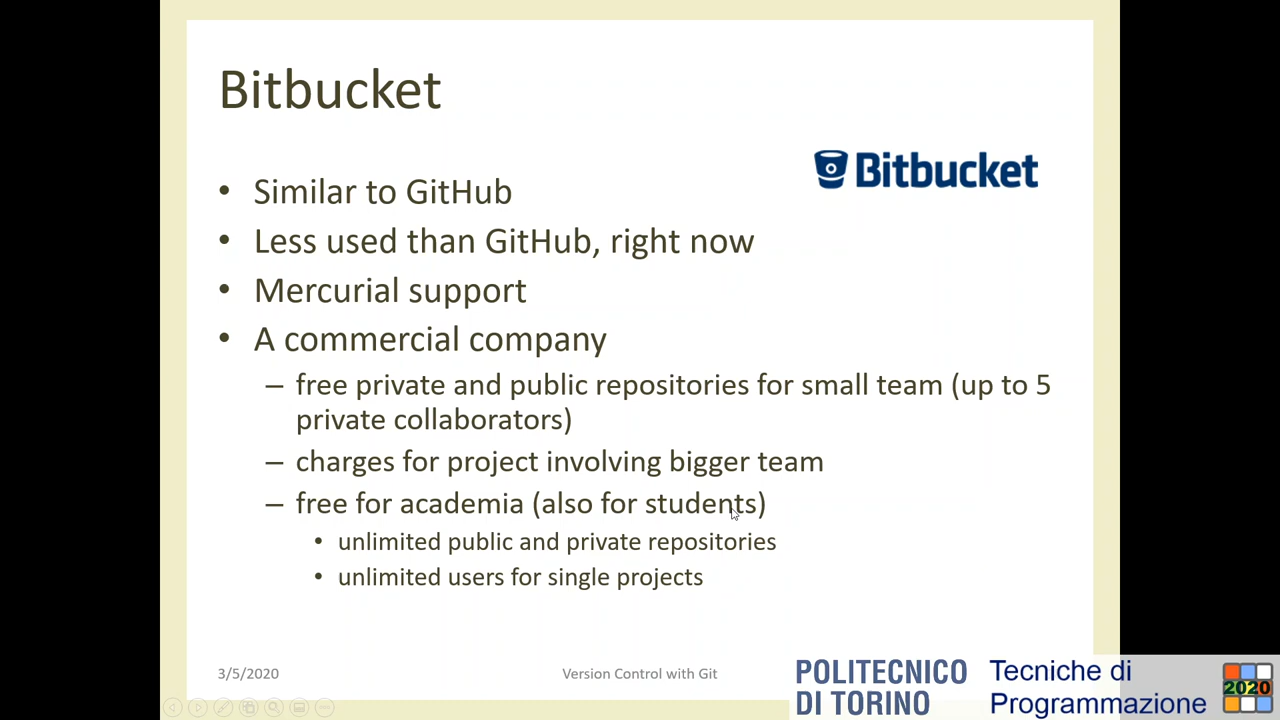 Bitbucket
Bitbucket
• Similar to GitHub
• Less used than GitHub, right now
• Mercurial support
• A commercial company
– free private and public repositories for small team (up to 5
private collaborators)
– charges for project involving bigger team
– free for academia (also for students)
• unlimited public and private repositories
• unlimited users for single projects
3/5/2020
Version Control with Git
POLITECNICO
DI TORINO
Tecniche di
Programmazione
2020